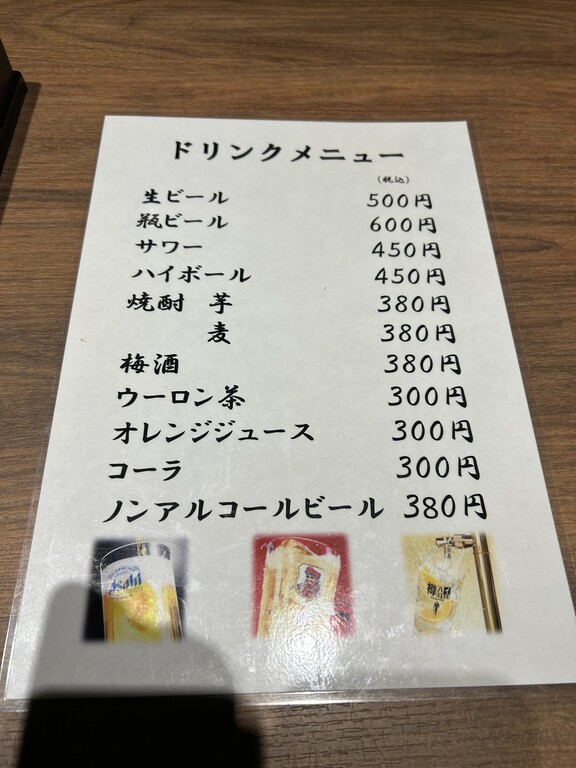 ドリンクメニュー
(税込)
生ビール 500円
瓶ビール 600円
サワー 450円
ハイボール 450円
焼酎 芋 380円
麦 380円
梅酒 380円
ウーロン茶 300円
オレンジジュース 300円
コーラ 300円
ノンアルコールビール 380円
Asahi